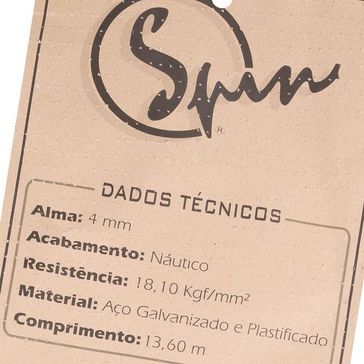 Spin
®
DADOS TÉCNICOS
Alma: 4 mm
Acabamento: Náutico
Resistência: 18,10 Kgf/mm²
Material: Aço Galvanizado e Plastificado
Comprimento: 13,60 m